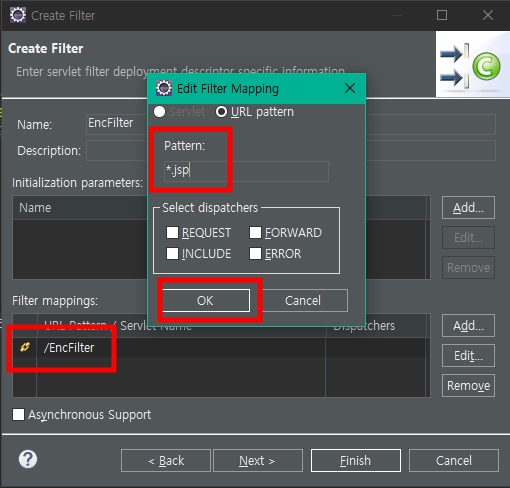 Create Filter
Create Filter
Enter servlet filter deployment descriptor specific information.
Name: EncFilter
Description:
Initialization parameters:
Name
Add...
Edit...
Remove
Edit Filter Mapping
Servlet URL pattern
Pattern:
*.jsp
Select dispatchers
REQUEST FORWARD
INCLUDE ERROR
OK Cancel
Filter mappings:
URL Pattern / Servlet Name Dispatchers
/EncFilter
Add...
Edit...
Remove
Asynchronous Support
? < Back Next > Finish Cancel